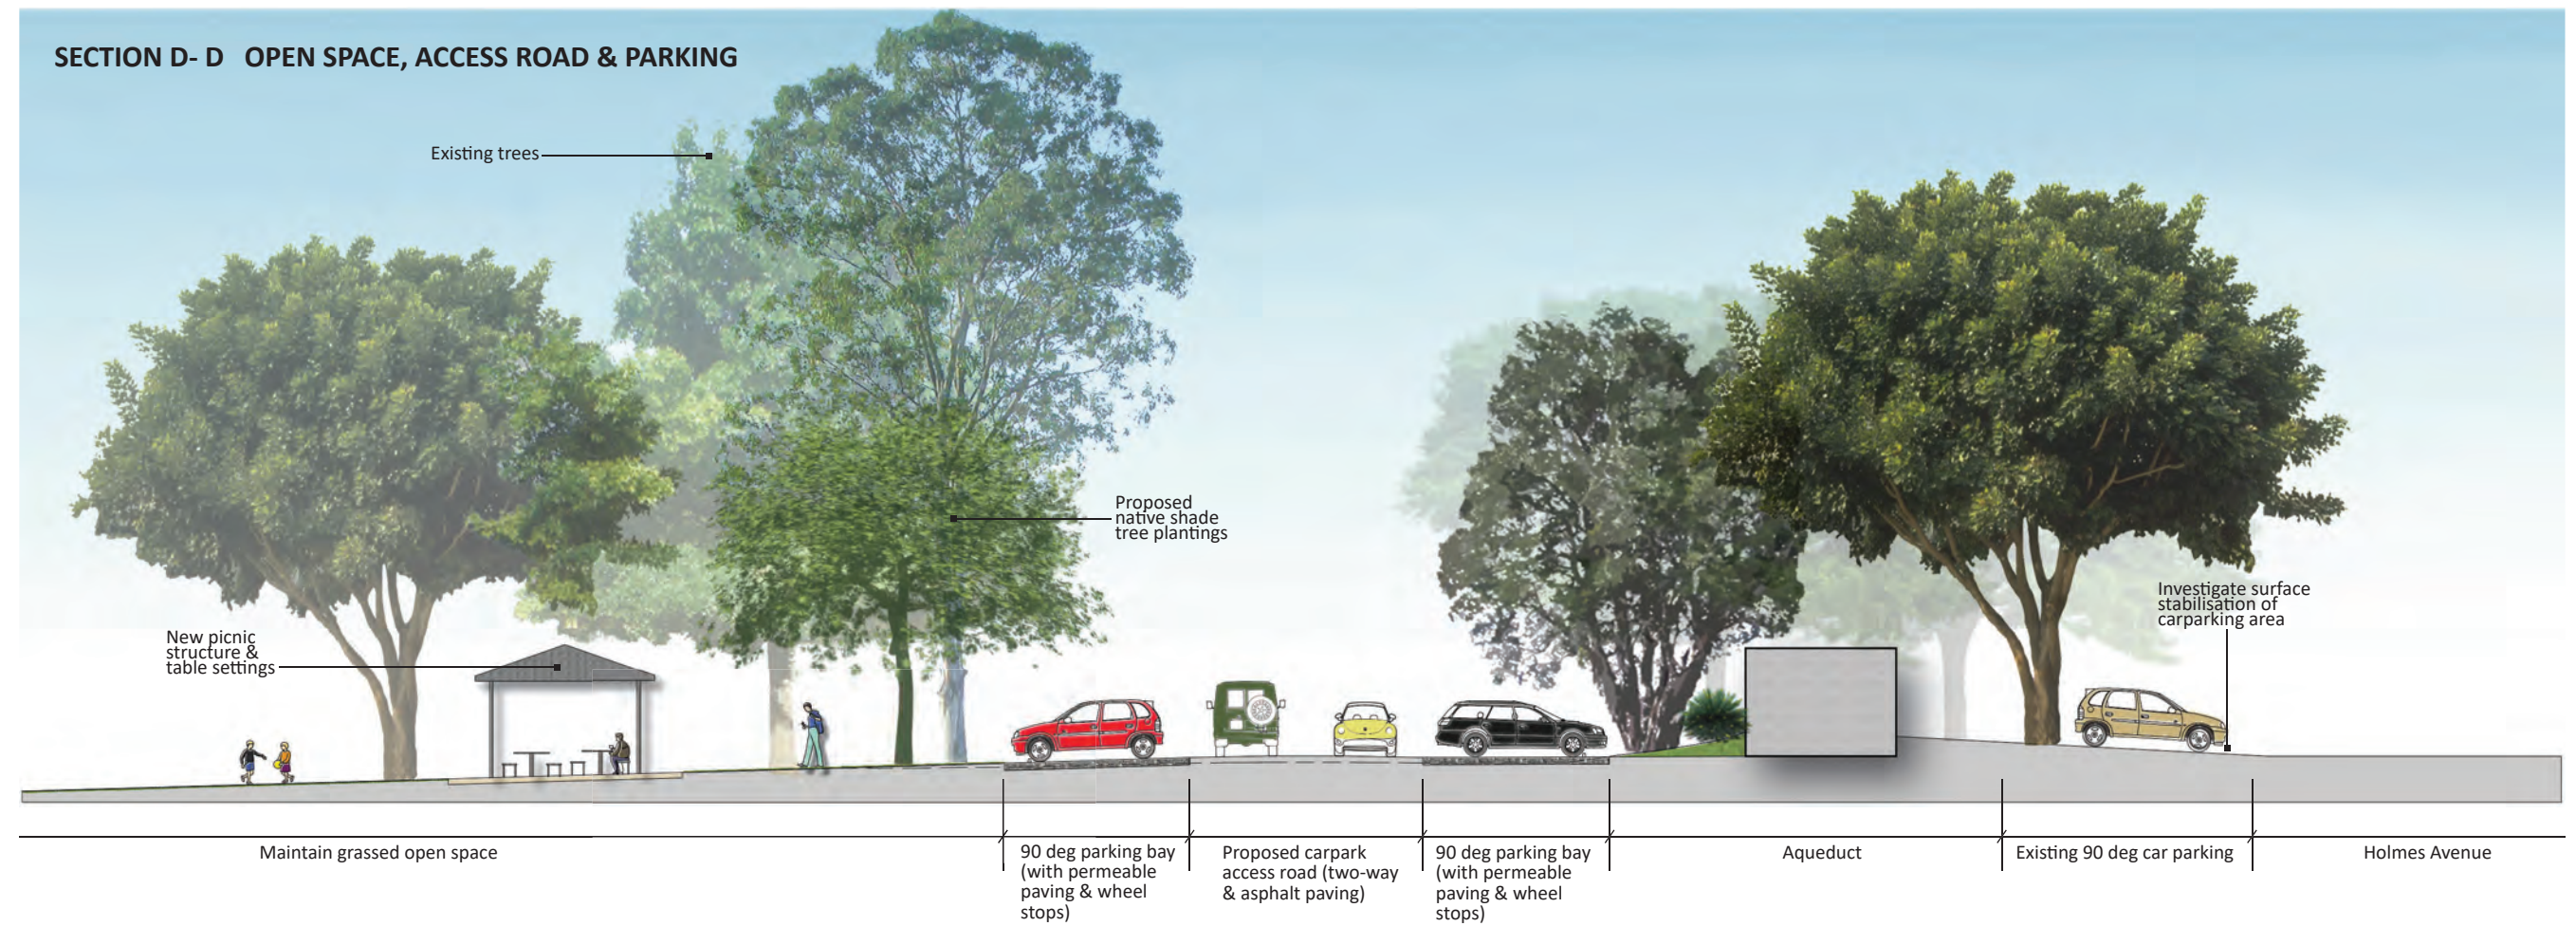 SECTION D- D   OPEN SPACE, ACCESS ROAD & PARKING
Existing trees
Proposed
native shade
tree plantings
Investigate surface
stabilisation of
carparking area
New picnic
structure &
table settings
Maintain grassed open space
90 deg parking bay
(with permeable
paving & wheel
stops)
Proposed carpark
access road (two-way
& asphalt paving)
90 deg parking bay
(with permeable
paving & wheel
stops)
Aqueduct
Existing 90 deg car parking
Holmes Avenue